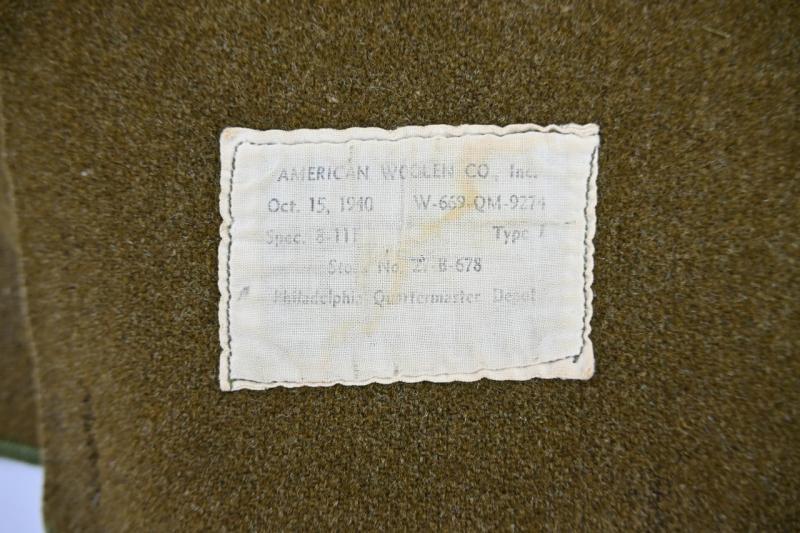 AMERICAN WOOLEN CO., Inc.
Oct. 15, 1940 W-669-QM-9274
Spec. 8-111 Type I
Stock No. 27-B-678
Philadelphia Quartermaster Depot